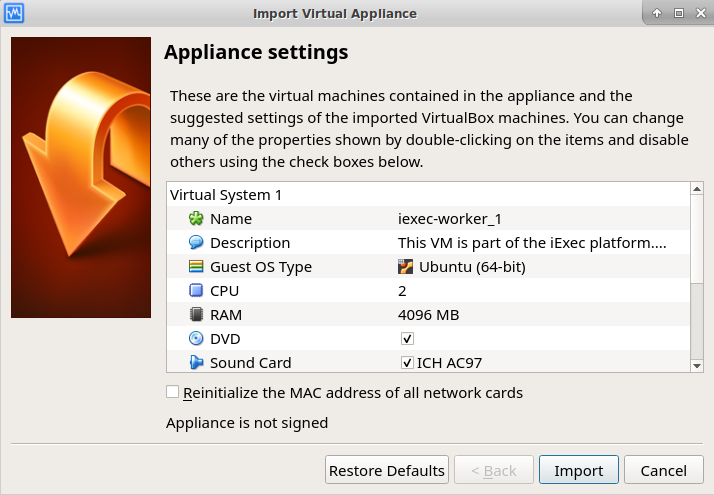 Import Virtual Appliance
Appliance settings
These are the virtual machines contained in the appliance and the
suggested settings of the imported VirtualBox machines. You can change
many of the properties shown by double-clicking on the items and disable
others using the check boxes below.
Virtual System 1
Name iexec-worker_1
Description This VM is part of the iExec platform....
Guest OS Type Ubuntu (64-bit)
CPU 2
RAM 4096 MB
DVD
Sound Card ICH AC97
Reinitialize the MAC address of all network cards
Appliance is not signed
Restore Defaults < Back Import Cancel